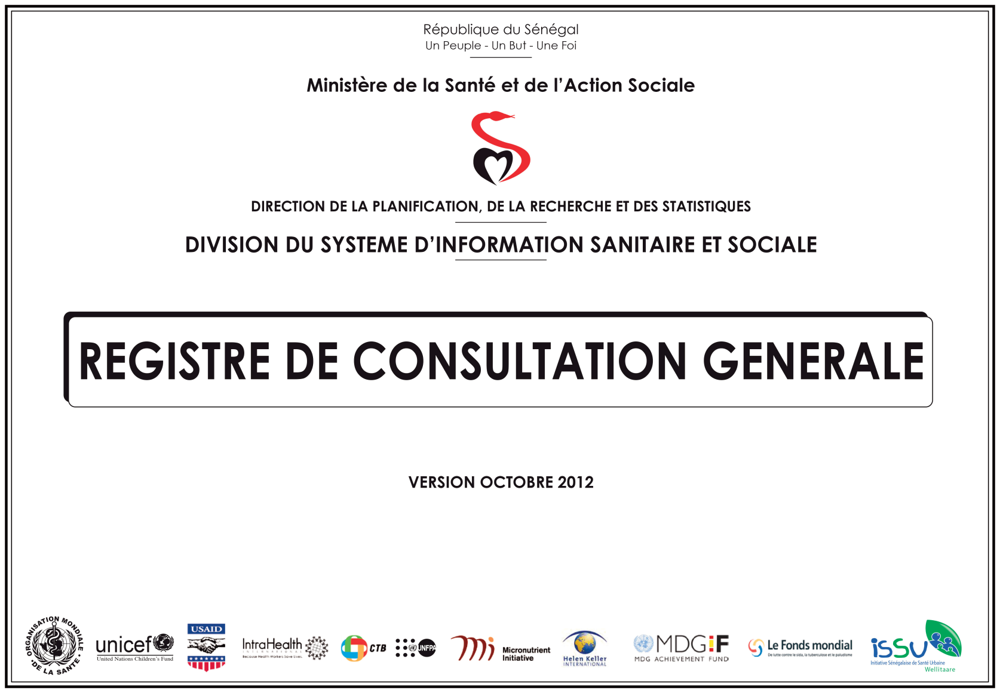 République du Sénégal
Un Peuple - Un But - Une Foi
Ministère de la Santé et de l'Action Sociale
DIRECTION DE LA PLANIFICATION, DE LA RECHERCHE ET DES STATISTIQUES
DIVISION DU SYSTEME D'INFORMATION SANITAIRE ET SOCIALE
REGISTRE DE CONSULTATION GENERALE
VERSION OCTOBRE 2012
ORGANISATION MONDIALE
• DE LA SANTE •
unicef
United Nations Children's Fund
USAID
IntraHealth
INTERNATIONAL
Because Health Workers Save Lives.
CTB
UNFPA
mi Micronutrient
Initiative
Helen Keller
INTERNATIONAL
MDGiF
MDG ACHIEVEMENT FUND
Le Fonds mondial
De lutte contre le sida, la tuberculose et le paludisme
issu
Initiative Sénégalaise de Santé Urbaine
Wellitaare